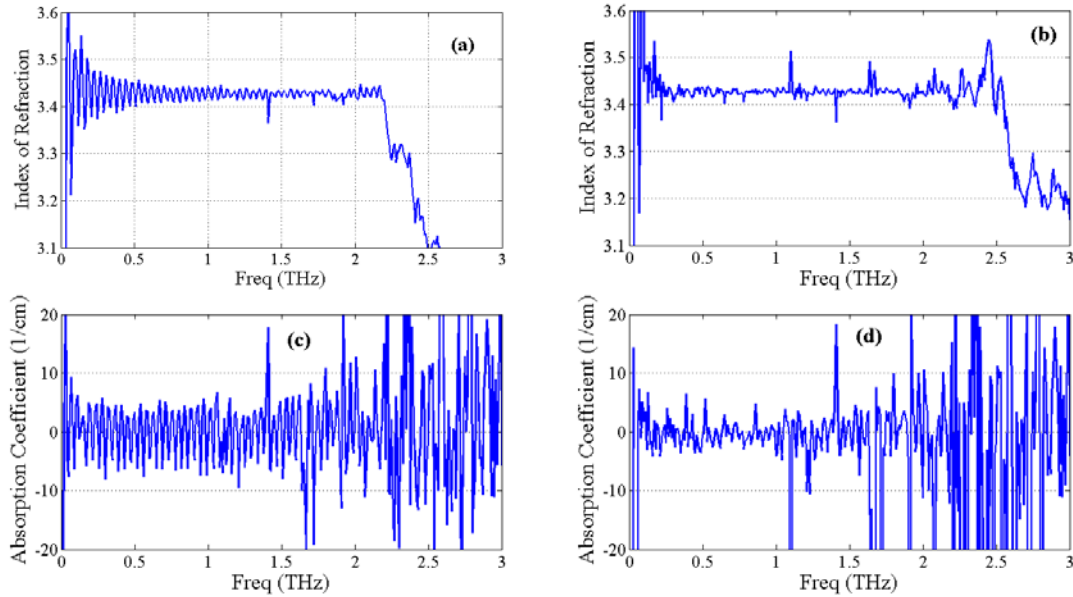 3.6
3.5
3.4
3.3
3.2
3.1
Index of Refraction
(a)
0 0.5 1 1.5 2 2.5 3
Freq (THz)
3.6
3.5
3.4
3.3
3.2
3.1
Index of Refraction
(b)
0 0.5 1 1.5 2 2.5 3
Freq (THz)
20
10
0
-10
-20
Absorption Coefficient (1/cm)
(c)
0 0.5 1 1.5 2 2.5 3
Freq (THz)
20
10
0
-10
-20
Absorption Coefficient (1/cm)
(d)
0 0.5 1 1.5 2 2.5 3
Freq (THz)